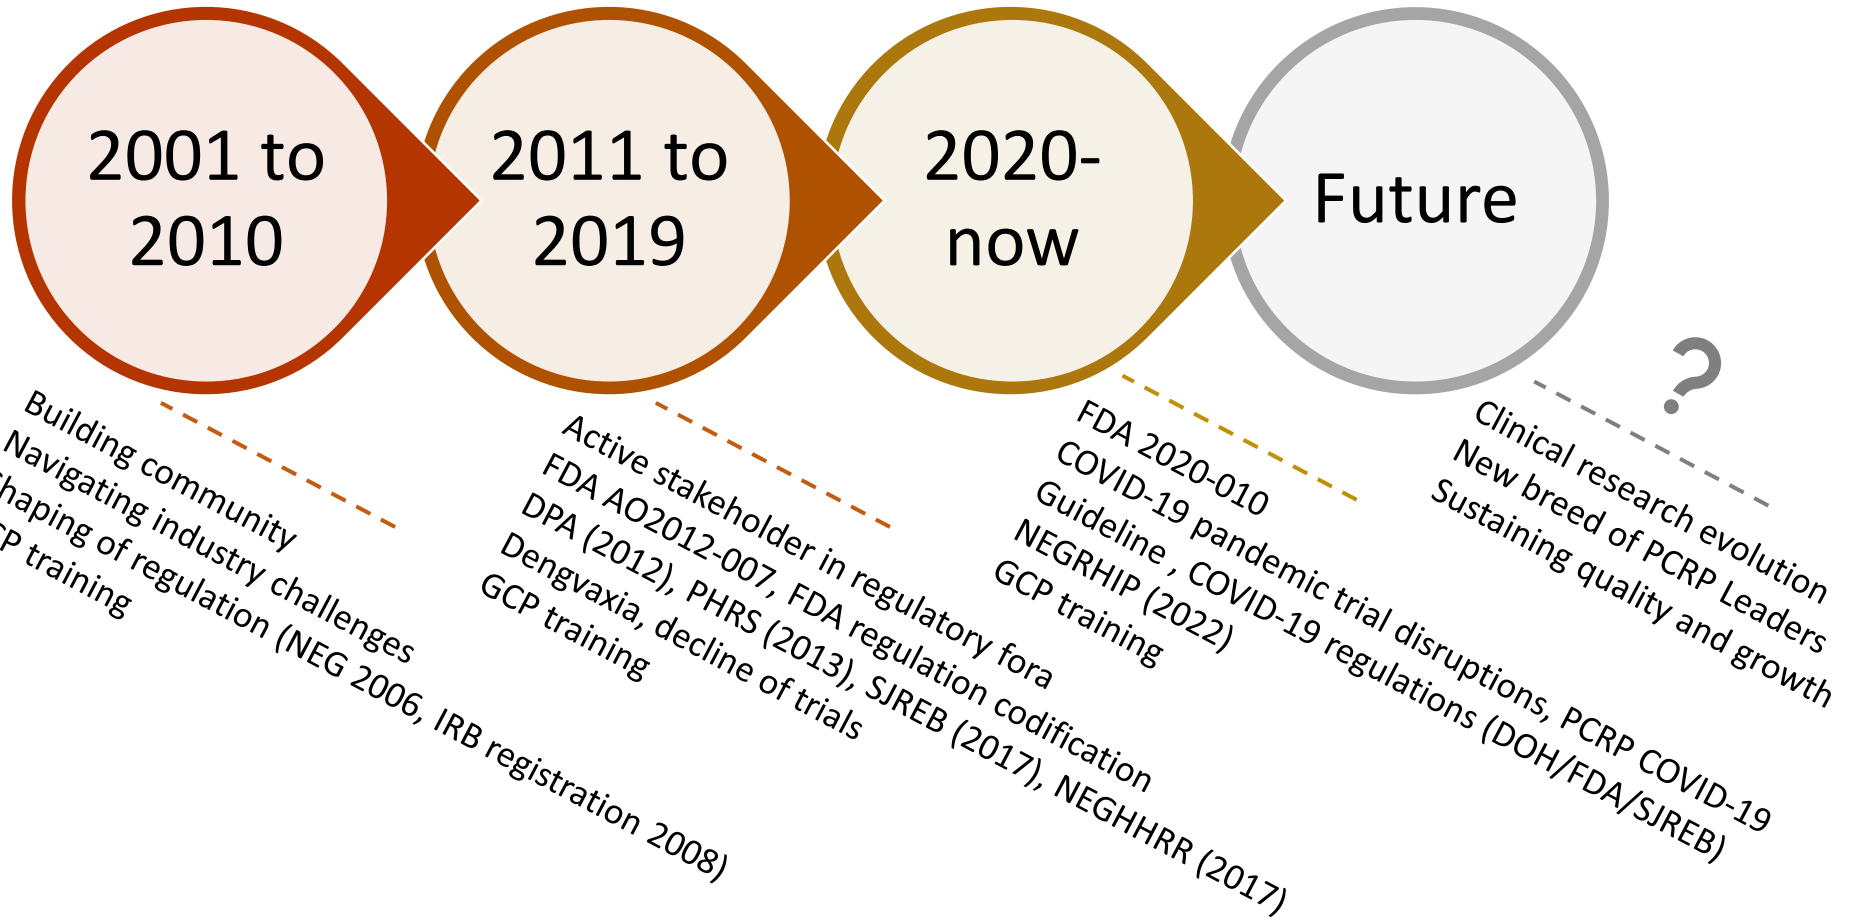 2001 to
2010
2011 to
2019
2020-
now
Future
?
Building community
Navigating industry challenges
haping of regulation (NEG 2006, IRB registration 2008)
CP training
Active stakeholder in regulatory fora
FDA AO2012-007, FDA regulation codification
DPA (2012), PHRS (2013), SJREB (2017), NEGHHRR (2017)
Dengvaxia, decline of trials
GCP training
FDA 2020-010
COVID-19 pandemic trial disruptions, PCRP COVID-19
Guideline , COVID-19 regulations (DOH/FDA/SJREB)
NEGRHIP (2022)
GCP training
Clinical research evolution
New breed of PCRP Leaders
Sustaining quality and growth